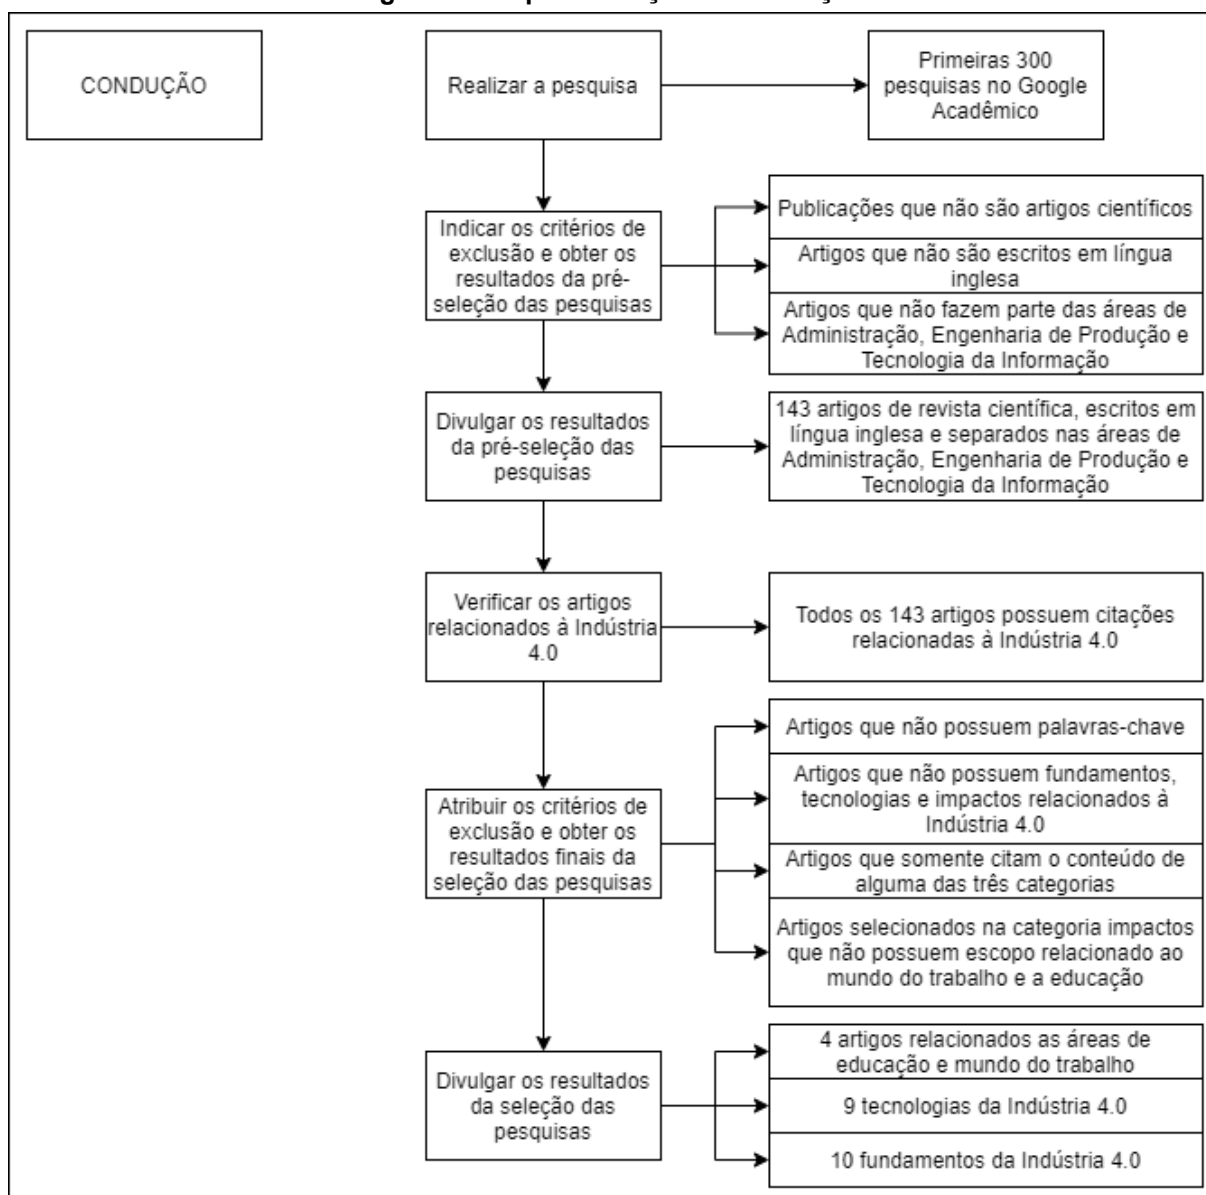 CONDUÇÃO
Realizar a pesquisa
Primeiras 300
pesquisas no Google
Acadêmico
Indicar os critérios de
exclusão e obter os
resultados da pré-
seleção das pesquisas
Publicações que não são artigos científicos
Artigos que não são escritos em língua
inglesa
Artigos que não fazem parte das áreas de
Administração, Engenharia de Produção e
Tecnologia da Informação
Divulgar os resultados
da pré-seleção das
pesquisas
143 artigos de revista científica, escritos em
língua inglesa e separados nas áreas de
Administração, Engenharia de Produção e
Tecnologia da Informação
Verificar os artigos
relacionados à Indústria
4.0
Todos os 143 artigos possuem citações
relacionadas à Indústria 4.0
Atribuir os critérios de
exclusão e obter os
resultados finais da
seleção das pesquisas
Artigos que não possuem palavras-chave
Artigos que não possuem fundamentos,
tecnologias e impactos relacionados à
Indústria 4.0
Artigos que somente citam o conteúdo de
alguma das três categorias
Artigos selecionados na categoria impactos
que não possuem escopo relacionado ao
mundo do trabalho e a educação
Divulgar os resultados
da seleção das
pesquisas
4 artigos relacionados as áreas de
educação e mundo do trabalho
9 tecnologias da Indústria 4.0
10 fundamentos da Indústria 4.0